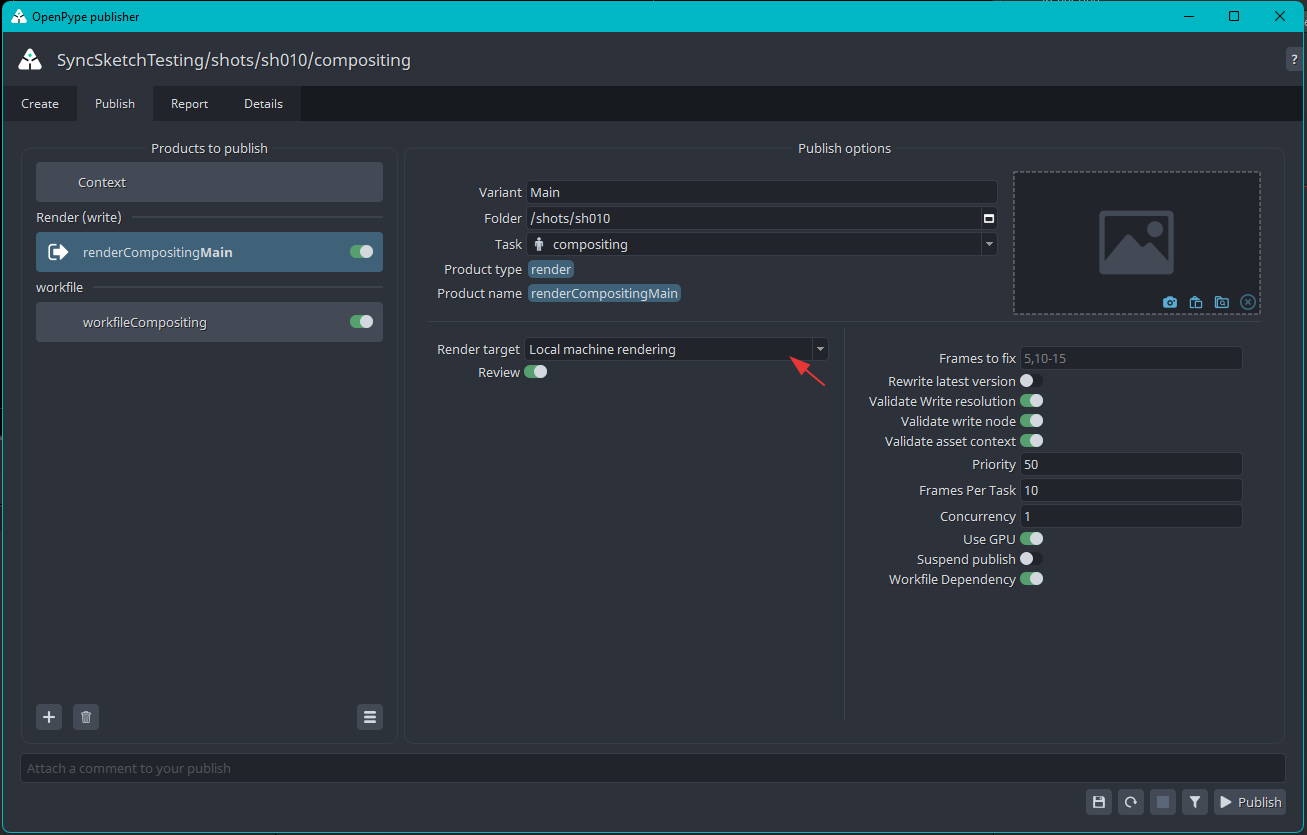 OpenPype publisher
SyncSketchTesting/shots/sh010/compositing
?
Create Publish Report Details
Products to publish
Context
Render (write)
renderCompositingMain
workfile
workfileCompositing
Publish options
Variant Main
Folder /shots/sh010
Task compositing
Product type render
Product name renderCompositingMain
Render target Local machine rendering
Review
Frames to fix 5,10-15
Rewrite latest version
Validate Write resolution
Validate write node
Validate asset context
Priority 50
Frames Per Task 10
Concurrency 1
Use GPU
Suspend publish
Workfile Dependency
Attach a comment to your publish
Publish